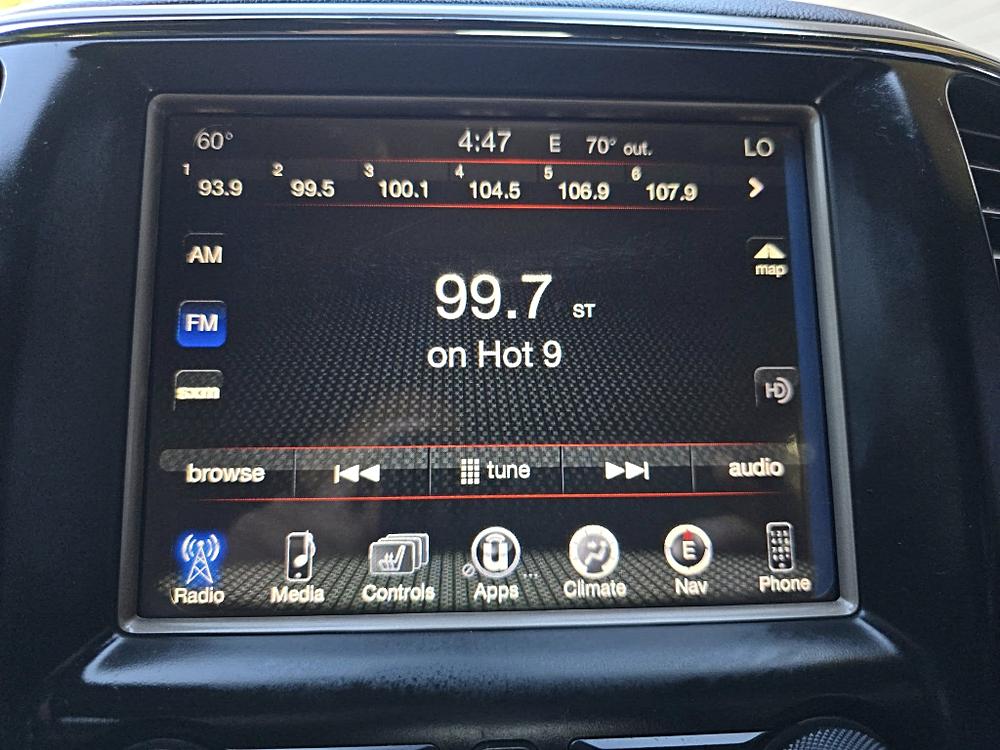 60° 4:47 E 70° out. LO
1 93.9 2 99.5 3 100.1 4 104.5 5 106.9 6 107.9
AM
map
99.7 ST
FM
on Hot 9
sxm
HD
browse tune audio
E
Radio Media Controls Apps Climate Nav Phone